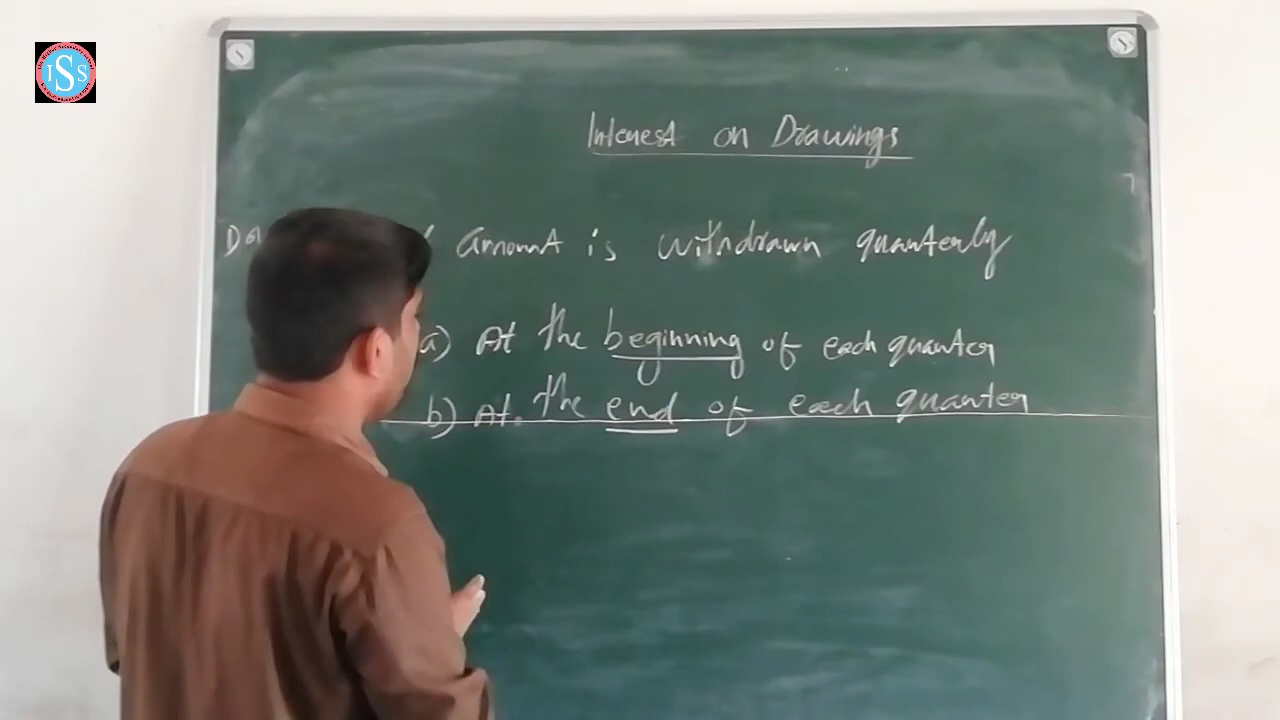 ISS
Interest on Drawings
amount is withdrawn quarterly
a) At the beginning of each quarter
b) At the end of each quarter